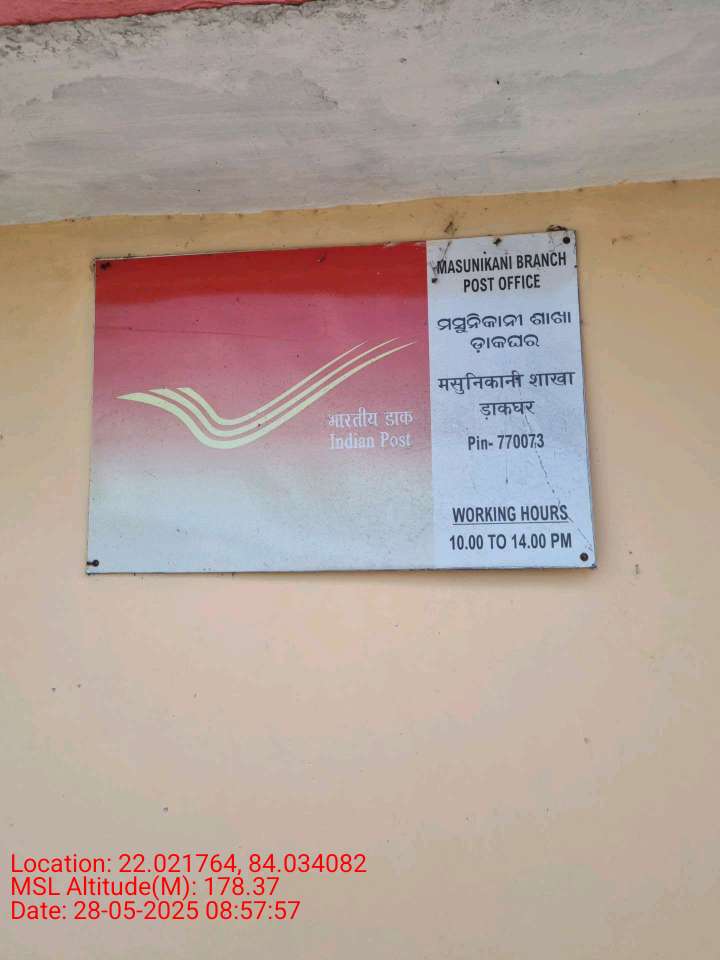 भारतीय डाक
Indian Post
MASUNIKANI BRANCH
POST OFFICE
ମସୁନିକାନୀ ଶାଖା
ଡ଼ାକଘର
मसुनिकानी शाखा
ड़ाकघर
Pin- 770073
WORKING HOURS
10.00 TO 14.00 PM
Location: 22.021764, 84.034082
MSL Altitude(M): 178.37
Date: 28-05-2025 08:57:57